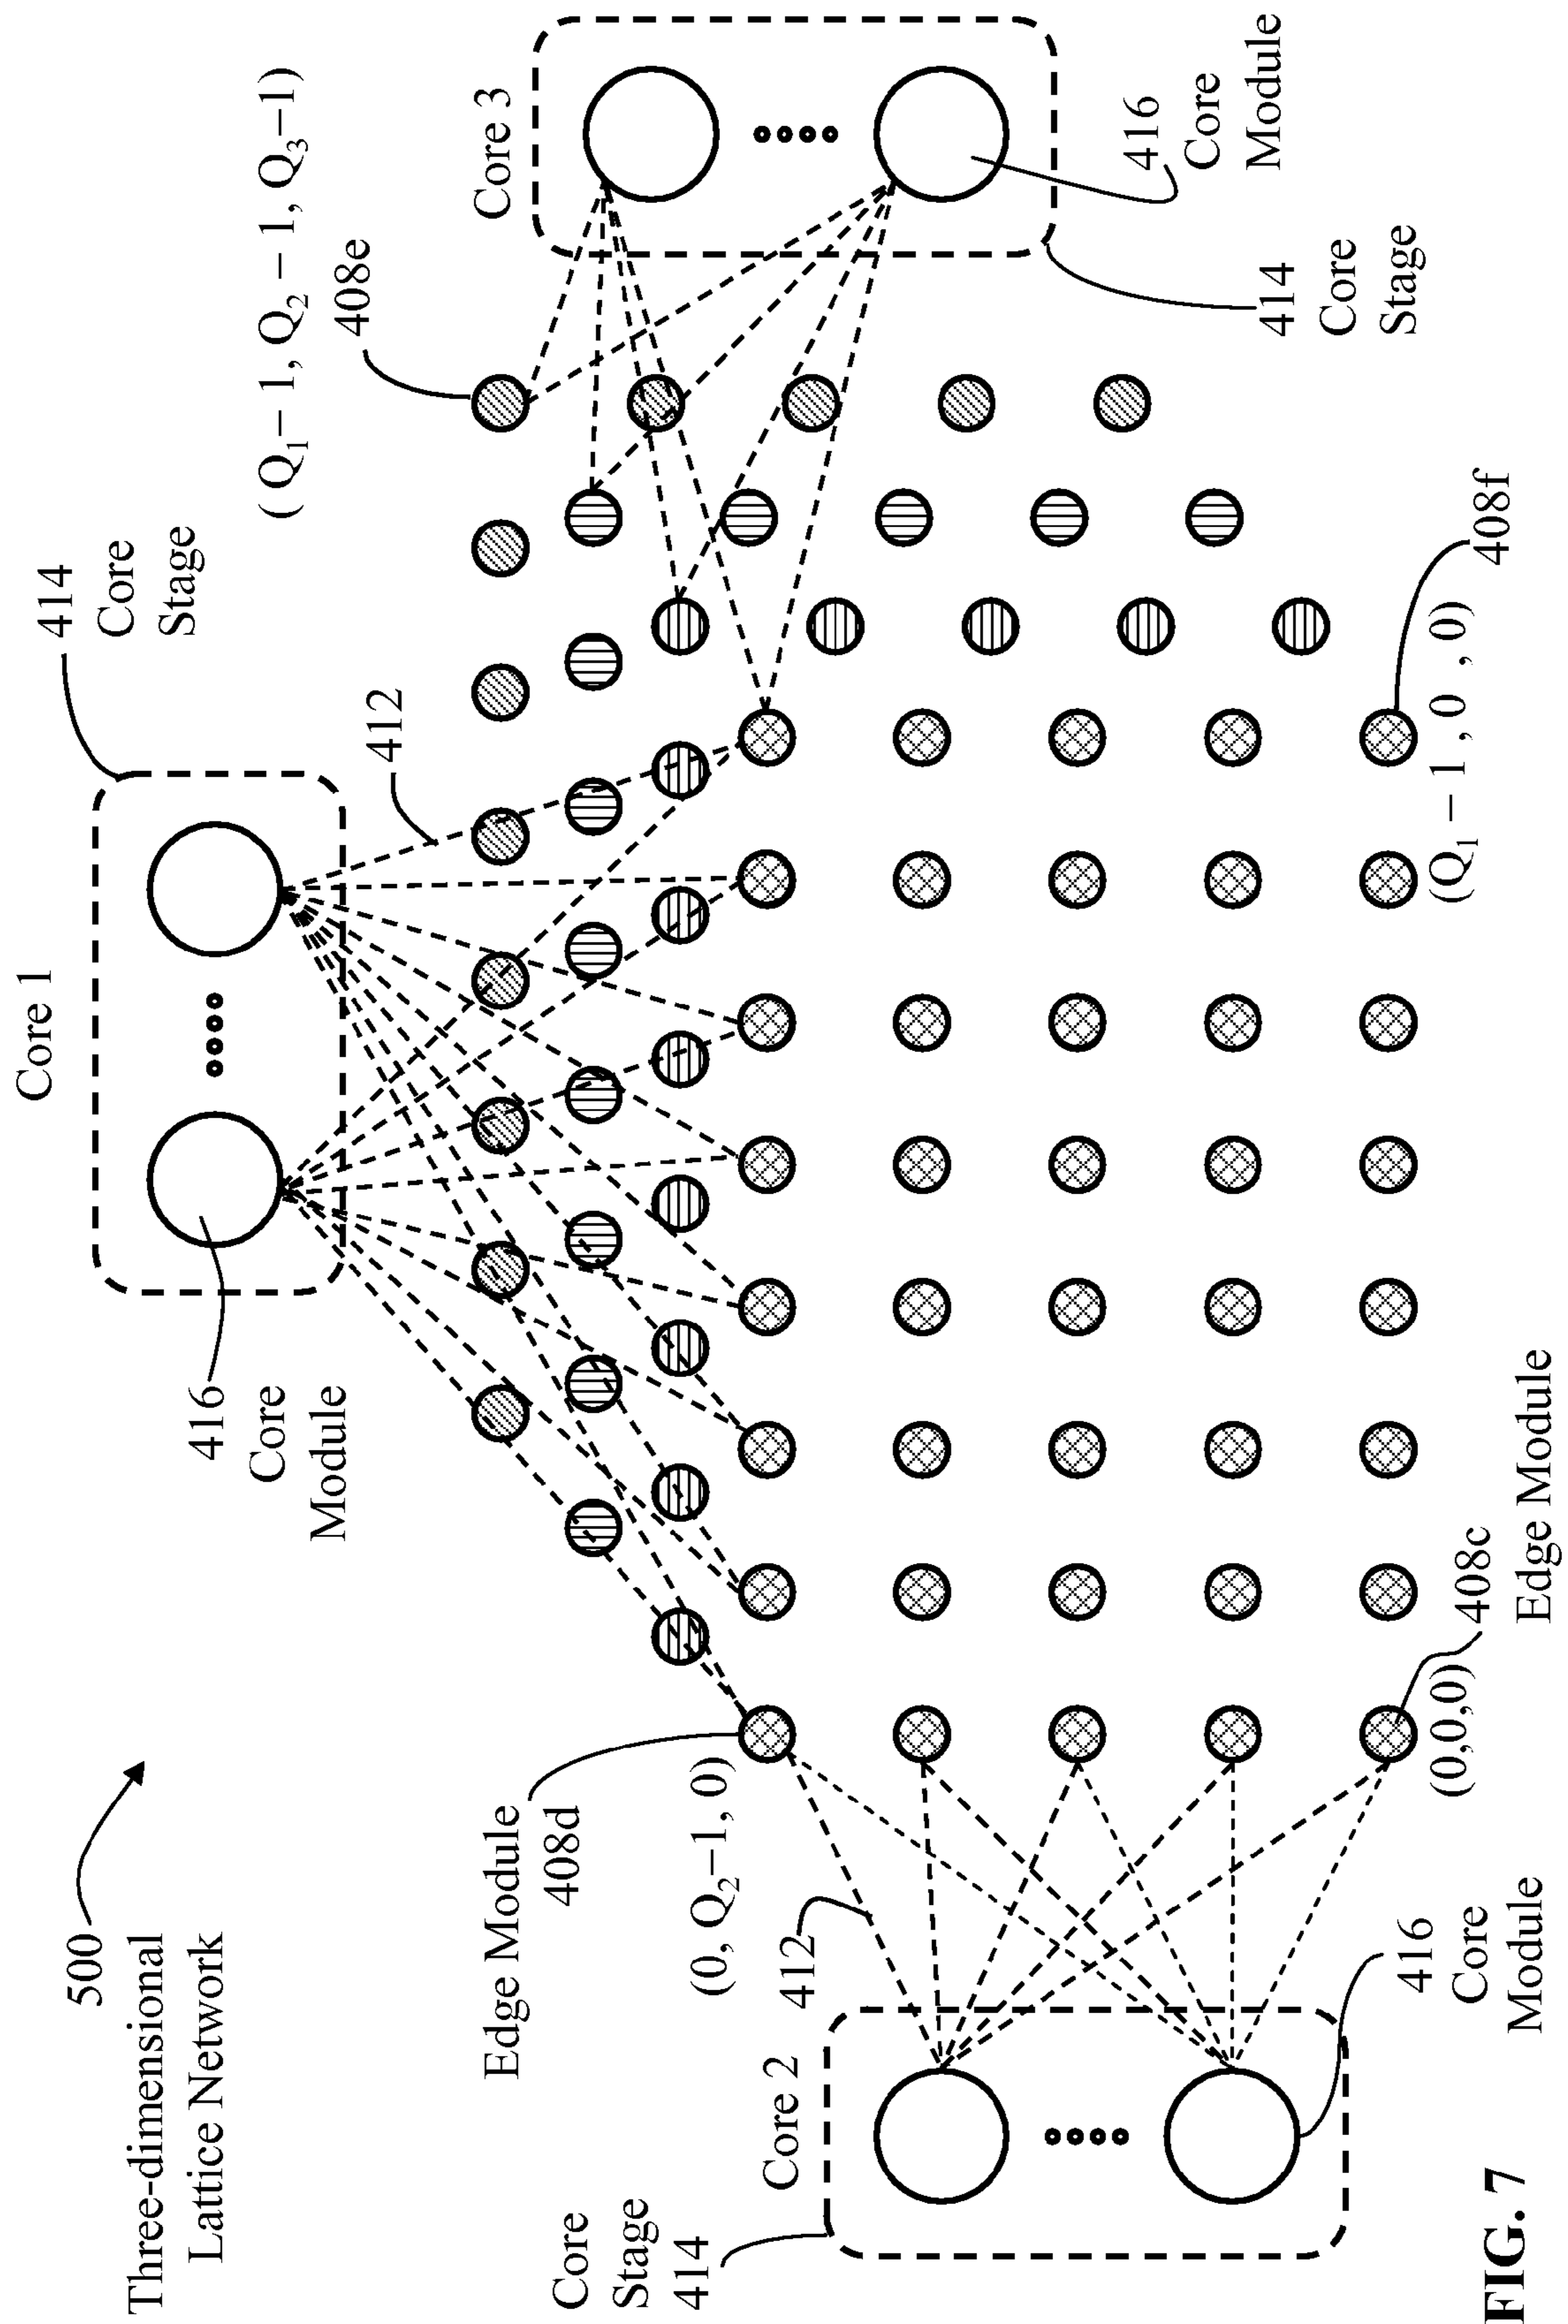 500
Three-dimensional
Lattice Network
Core 1
414
Core
Stage
416
Core
Module
412
(Q₁−1, Q₂−1, Q₃−1)
408e
Core 3
Edge Module
408d
(0, Q₂−1, 0)
412
Core 2
Core
Stage
414
416
Core
Module
(0,0,0)
408c
Edge Module
(Q₁−1, 0, 0)
408f
414
Core
Stage
416
Core
Module
FIG. 7